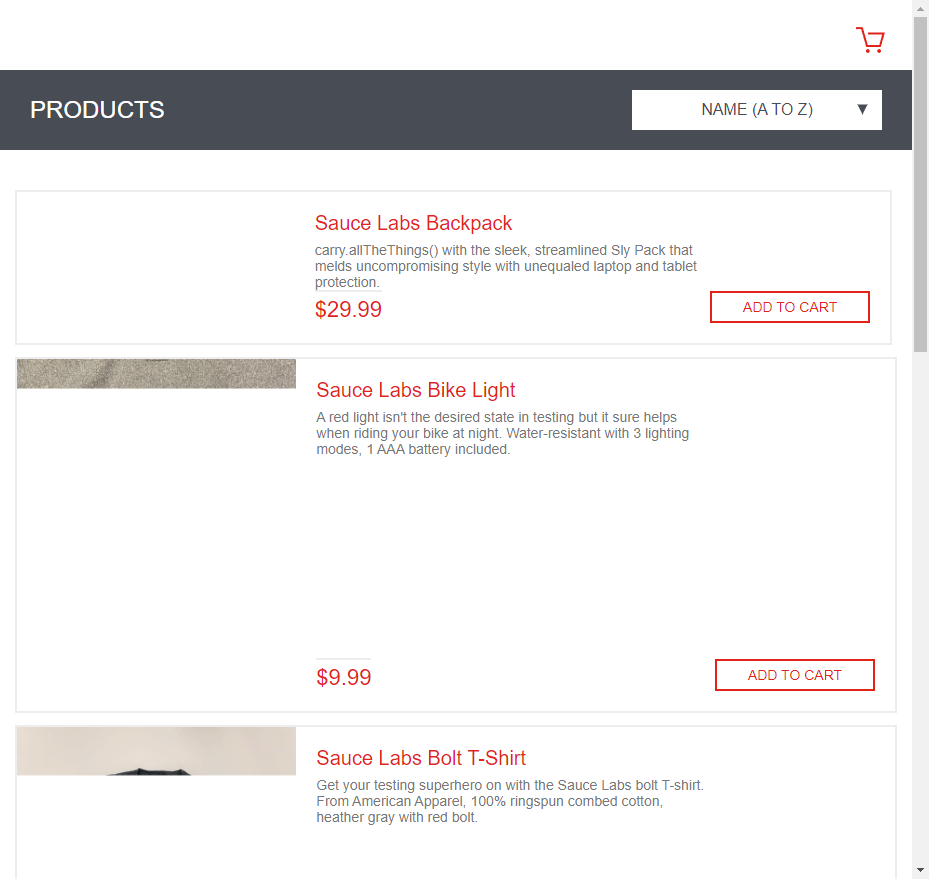 PRODUCTS
NAME (A TO Z)
Sauce Labs Backpack
carry.allTheThings() with the sleek, streamlined Sly Pack that
melds uncompromising style with unequaled laptop and tablet
protection.
$29.99
ADD TO CART
Sauce Labs Bike Light
A red light isn't the desired state in testing but it sure helps
when riding your bike at night. Water-resistant with 3 lighting
modes, 1 AAA battery included.
$9.99
ADD TO CART
Sauce Labs Bolt T-Shirt
Get your testing superhero on with the Sauce Labs bolt T-shirt.
From American Apparel, 100% ringspun combed cotton,
heather gray with red bolt.